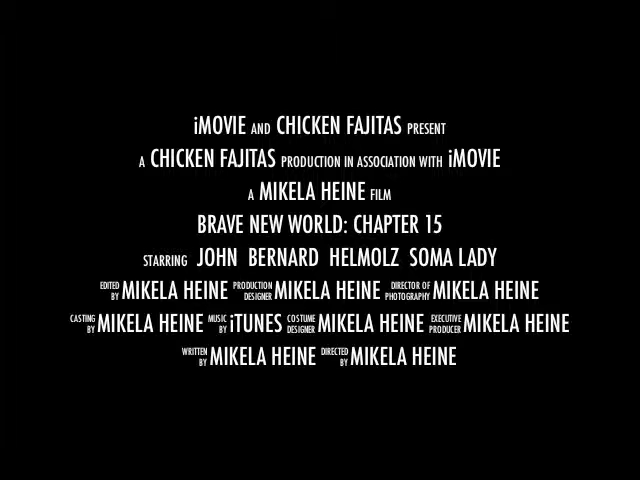 iMOVIE AND CHICKEN FAJITAS PRESENT
A CHICKEN FAJITAS PRODUCTION IN ASSOCIATION WITH iMOVIE
A MIKELA HEINE FILM
BRAVE NEW WORLD: CHAPTER 15
STARRING JOHN BERNARD HELMOLZ SOMA LADY
EDITED BY MIKELA HEINE PRODUCTION DESIGNER MIKELA HEINE DIRECTOR OF PHOTOGRAPHY MIKELA HEINE
CASTING BY MIKELA HEINE MUSIC BY iTUNES COSTUME DESIGNER MIKELA HEINE EXECUTIVE PRODUCER MIKELA HEINE
WRITTEN BY MIKELA HEINE DIRECTED BY MIKELA HEINE